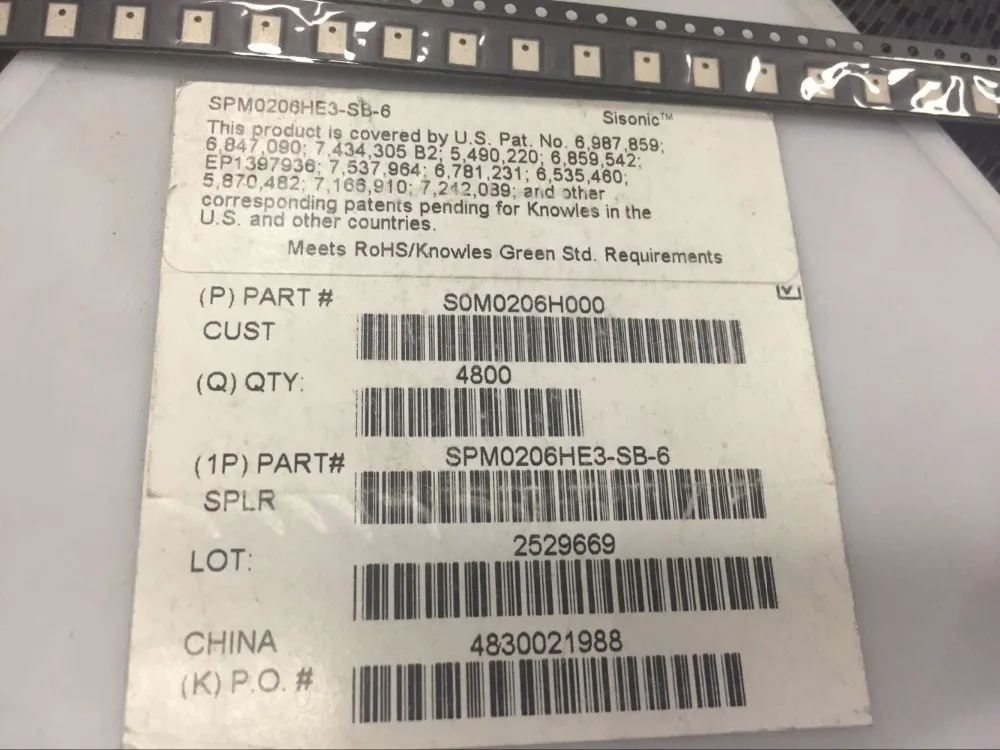 SPM0206HE3-SB-6 Sisonic™
This product is covered by U.S. Pat. No. 6,987,859;
6,847,090; 7,434,305 B2; 5,490,220; 6,859,542;
EP1397936; 7,537,964; 6,781,231; 6,535,460;
5,870,482; 7,166,910; 7,242,089; and other
corresponding patents pending for Knowles in the
U.S. and other countries.
Meets RoHS/Knowles Green Std. Requirements
(P) PART # S0M0206H000
CUST
(Q) QTY: 4800
(1P) PART# SPM0206HE3-SB-6
SPLR
LOT: 2529669
CHINA 4830021988
(K) P.O. #